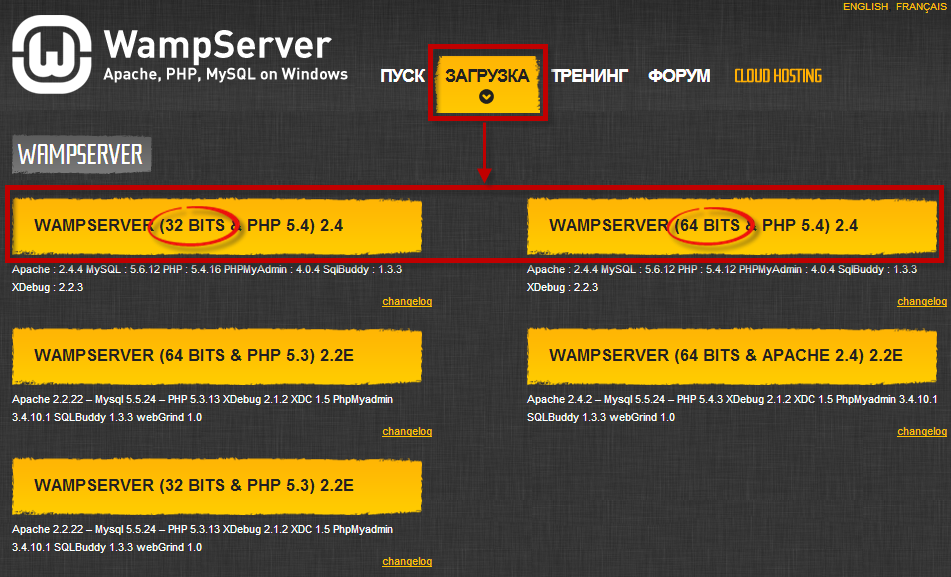 ENGLISH FRANÇAIS
WampServer
Apache, PHP, MySQL on Windows
ПУСК ЗАГРУЗКА ТРЕНИНГ ФОРУМ CLOUD HOSTING
WAMPSERVER
WAMPSERVER (32 BITS & PHP 5.4) 2.4
Apache : 2.4.4 MySQL : 5.6.12 PHP : 5.4.16 PHPMyAdmin : 4.0.4 SqlBuddy : 1.3.3
XDebug : 2.2.3
changelog
WAMPSERVER (64 BITS & PHP 5.4) 2.4
Apache : 2.4.4 MySQL : 5.6.12 PHP : 5.4.12 PHPMyAdmin : 4.0.4 SqlBuddy : 1.3.3
XDebug : 2.2.3
changelog
WAMPSERVER (64 BITS & PHP 5.3) 2.2E
Apache 2.2.22 – Mysql 5.5.24 – PHP 5.3.13 XDebug 2.1.2 XDC 1.5 PhpMyadmin
3.4.10.1 SQLBuddy 1.3.3 webGrind 1.0
changelog
WAMPSERVER (64 BITS & APACHE 2.4) 2.2E
Apache 2.4.2 – Mysql 5.5.24 – PHP 5.4.3 XDebug 2.1.2 XDC 1.5 PhpMyadmin 3.4.10.1
SQLBuddy 1.3.3 webGrind 1.0
changelog
WAMPSERVER (32 BITS & PHP 5.3) 2.2E
Apache 2.2.22 – Mysql 5.5.24 – PHP 5.3.13 XDebug 2.1.2 XDC 1.5 PhpMyadmin
3.4.10.1 SQLBuddy 1.3.3 webGrind 1.0
changelog